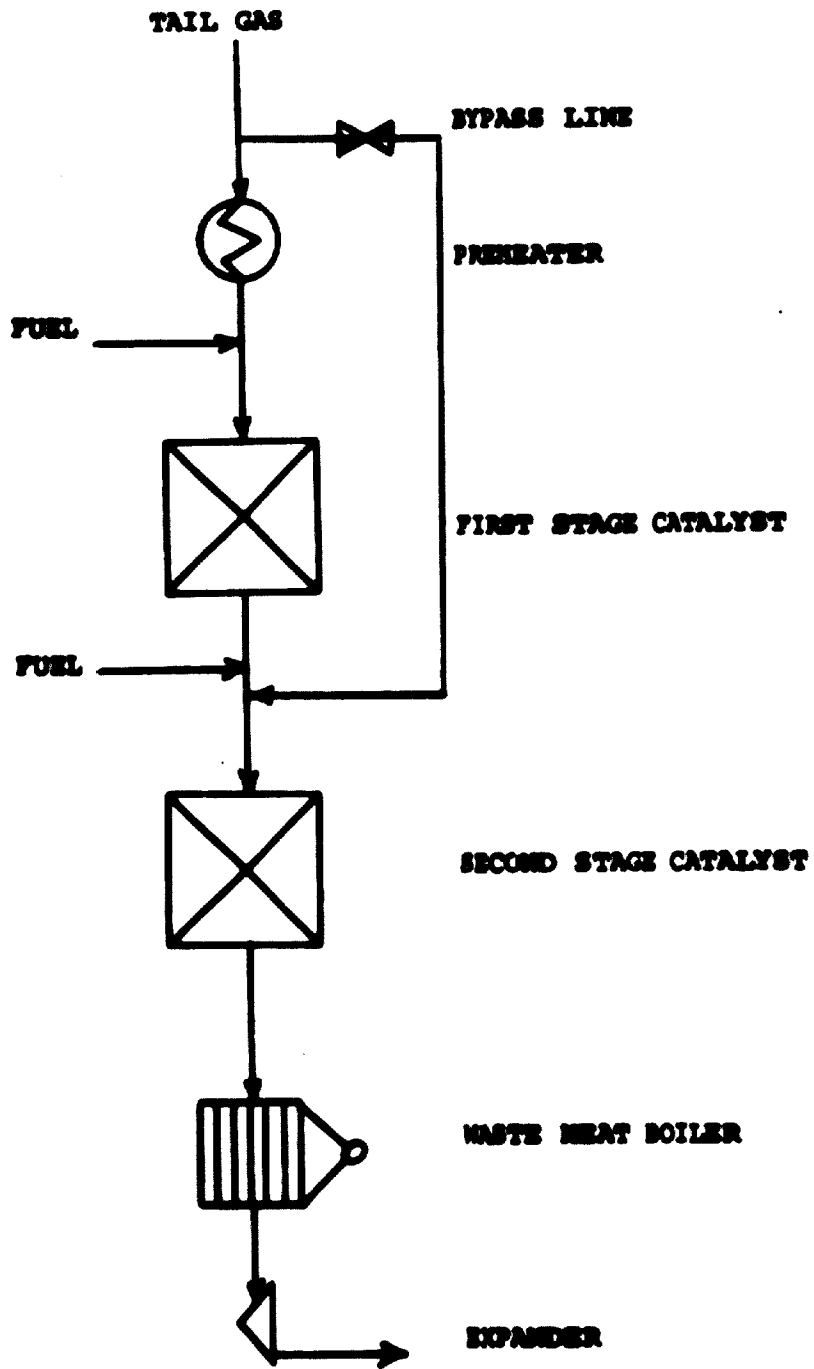 TAIL GAS
BYPASS LINE
PREHEATER
FUEL
FIRST STAGE CATALYST
FUEL
SECOND STAGE CATALYST
WASTE HEAT BOILER
EXPANDER